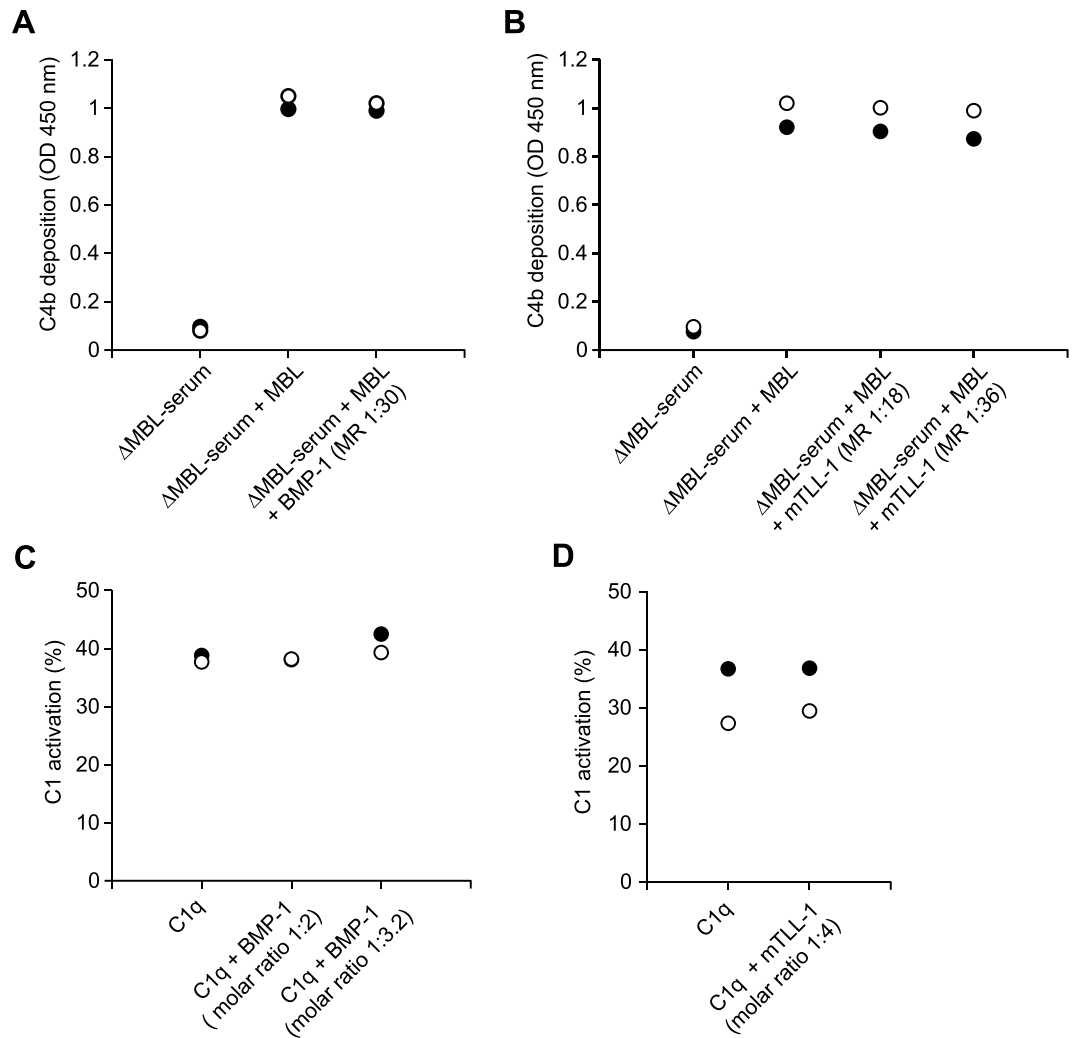 A
C4b deposition (OD 450 nm)
1.2
1
0.8
0.6
0.4
0.2
0
ΔMBL-serum
ΔMBL-serum + MBL
ΔMBL-serum + MBL
+ BMP-1 (MR 1:30)
B
C4b deposition (OD 450 nm)
1.2
1
0.8
0.6
0.4
0.2
0
ΔMBL-serum
ΔMBL-serum + MBL
ΔMBL-serum + MBL
+ mTLL-1 (MR 1:18)
ΔMBL-serum + MBL
+ mTLL-1 (MR 1:36)
C
C1 activation (%)
50
40
30
20
10
0
C1q
C1q + BMP-1
( molar ratio 1:2)
C1q + BMP-1
(molar ratio 1:3.2)
D
C1 activation (%)
50
40
30
20
10
0
C1q
C1q + mTLL-1
(molar ratio 1:4)